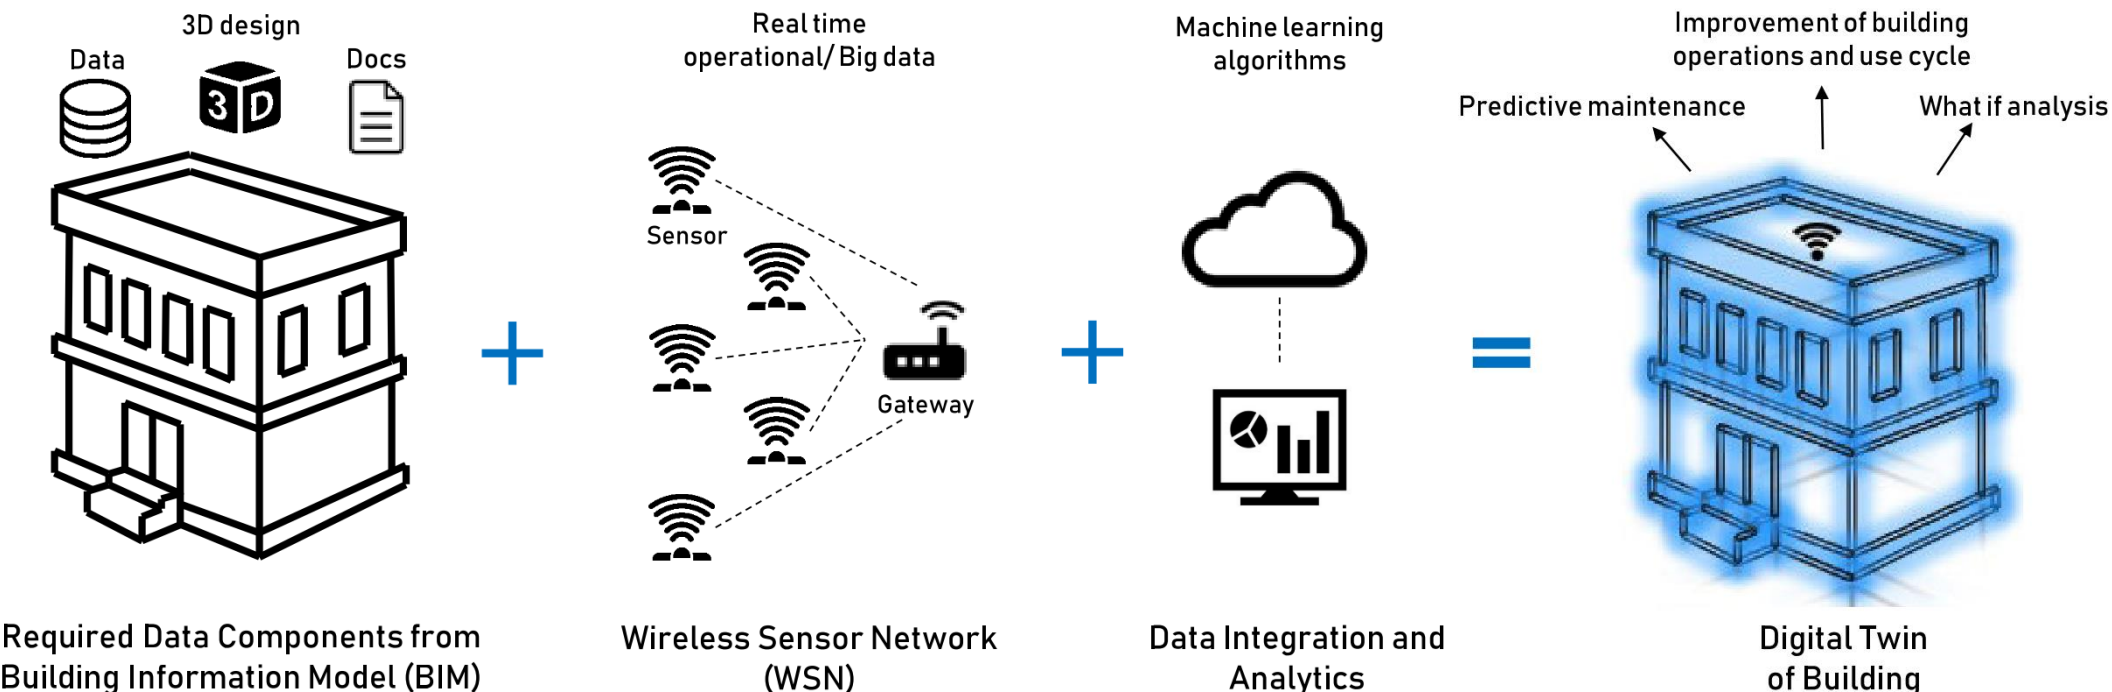 3D design
Data
Docs
3 D
Required Data Components from
Building Information Model (BIM)
Real time
operational/ Big data
Sensor
Gateway
Wireless Sensor Network
(WSN)
Machine learning
algorithms
Data Integration and
Analytics
Improvement of building
operations and use cycle
Predictive maintenance
What if analysis
Digital Twin
of Building